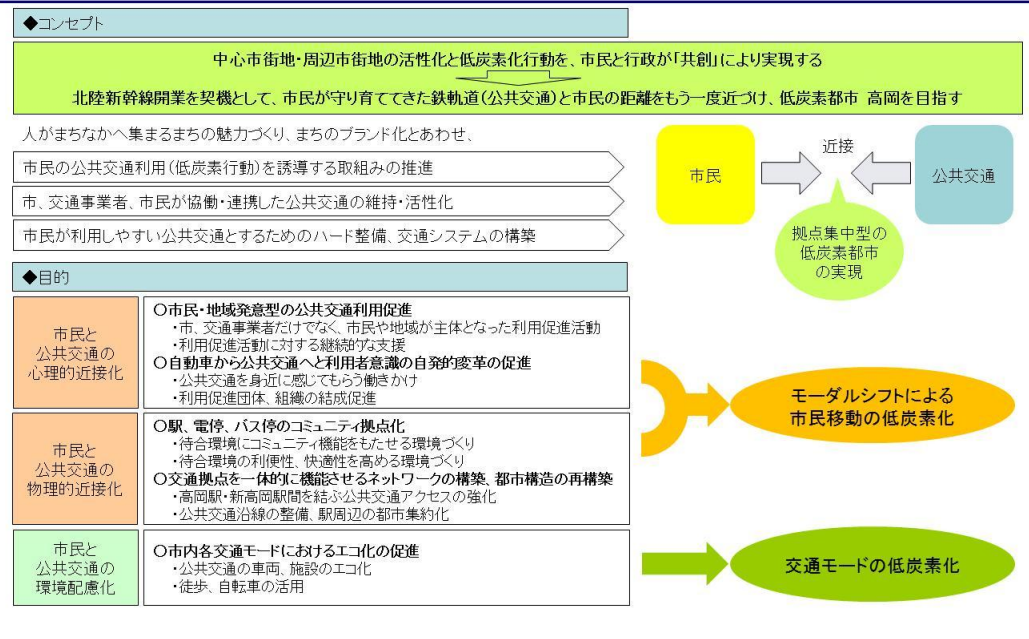 ◆コンセプト
中心市街地・周辺市街地の活性化と低炭素化行動を、市民と行政が「共創」により実現する
北陸新幹線開業を契機として、市民が守り育ててきた鉄軌道(公共交通)と市民の距離をもう一度近づけ、低炭素都市 高岡を目指す
人がまちなかへ集まるまちの魅力づくり、まちのブランド化とあわせ、
市民の公共交通利用(低炭素行動)を誘導する取組みの推進
市、交通事業者、市民が協働・連携した公共交通の維持・活性化
市民が利用しやすい公共交通とするためのハード整備、交通システムの構築
市民
近接
公共交通
拠点集中型の
低炭素都市
の実現
◆目的
市民と
公共交通の
心理的近接化
〇市民・地域発意型の公共交通利用促進
・市、交通事業者だけでなく、市民や地域が主体となった利用促進活動
・利用促進活動に対する継続的な支援
〇自動車から公共交通へと利用者意識の自発的変革の促進
・公共交通を身近に感じてもらう働きかけ
・利用促進団体、組織の結成促進
市民と
公共交通の
物理的近接化
〇駅、電停、バス停のコミュニティ拠点化
・待合環境にコミュニティ機能をもたせる環境づくり
・待合環境の利便性、快適性を高める環境づくり
〇交通拠点を一体的に機能させるネットワークの構築、都市構造の再構築
・高岡駅・新高岡駅間を結ぶ公共交通アクセスの強化
・公共交通沿線の整備、駅周辺の都市集約化
モーダルシフトによる
市民移動の低炭素化
市民と
公共交通の
環境配慮化
〇市内各交通モードにおけるエコ化の促進
・公共交通の車両、施設のエコ化
・徒歩、自転車の活用
交通モードの低炭素化